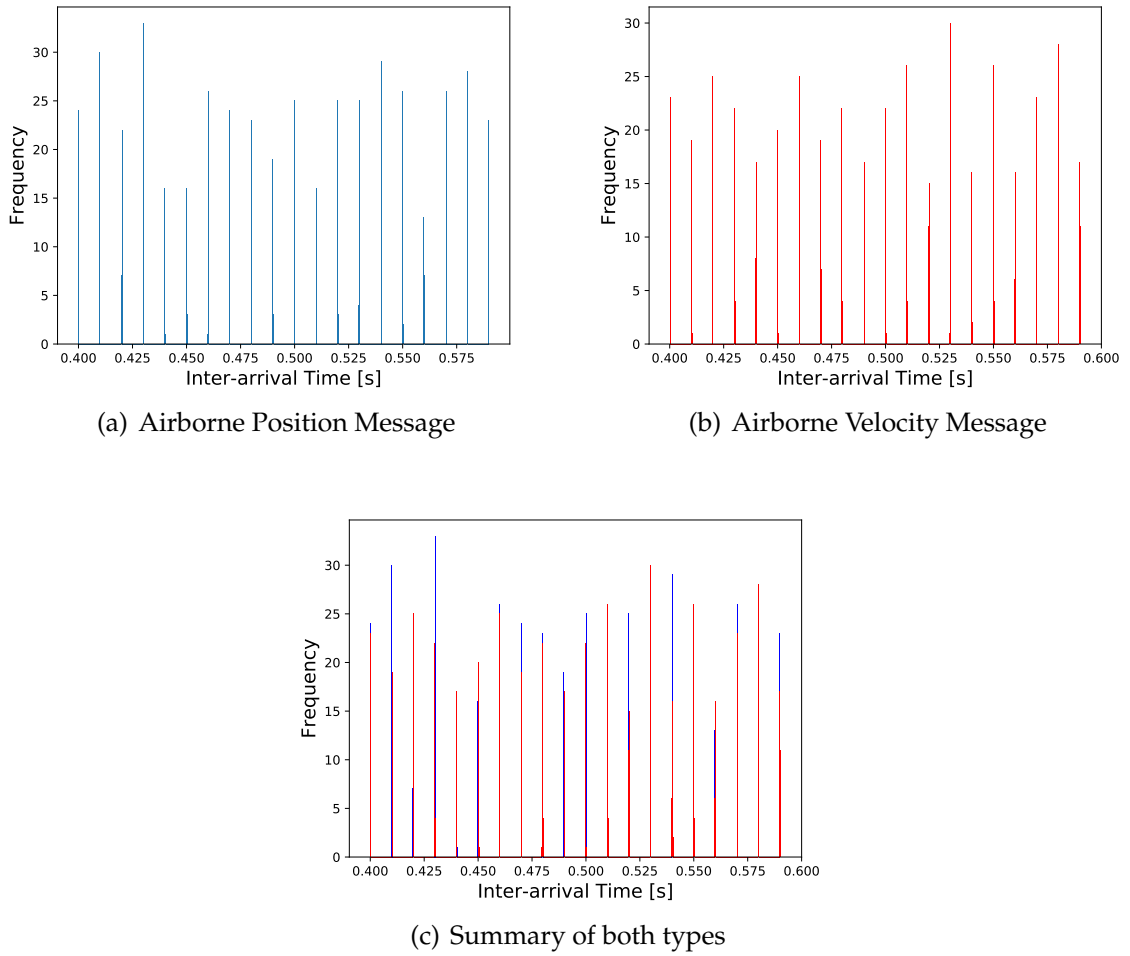 30
25
20
15
10
5
0
Frequency
0.400 0.425 0.450 0.475 0.500 0.525 0.550 0.575
Inter-arrival Time [s]
(a) Airborne Position Message
30
25
20
15
10
5
0
Frequency
0.400 0.425 0.450 0.475 0.500 0.525 0.550 0.575 0.600
Inter-arrival Time [s]
(b) Airborne Velocity Message
30
25
20
15
10
5
0
Frequency
0.400 0.425 0.450 0.475 0.500 0.525 0.550 0.575 0.600
Inter-arrival Time [s]
(c) Summary of both types